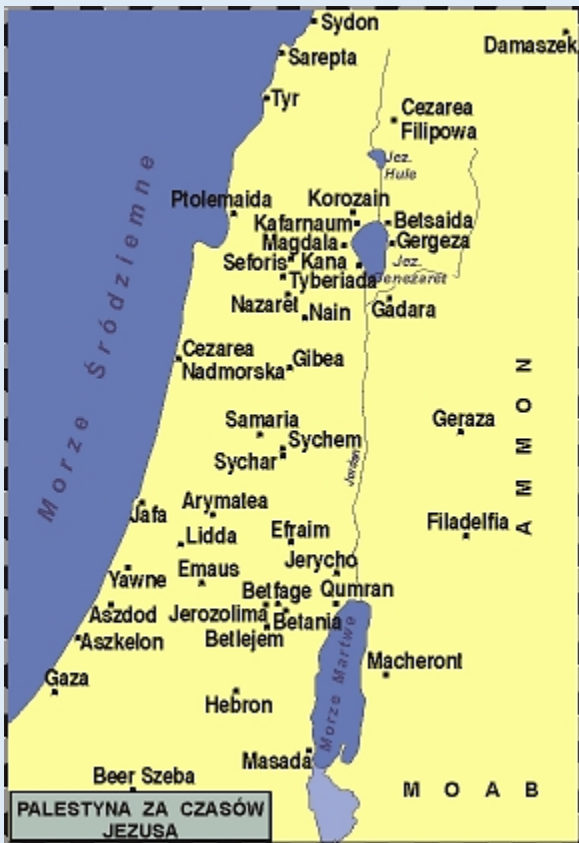 Sydon
Damaszek
Sarepta
Tyr
Cezarea
Filipowa
Jez.
Hule
Ptolemaida
Korozain
Kafarnaum
Betsaida
Magdala
Gergeza
Seforis
Kana
Jez.
Genezaret
Tyberiada
Nazaret
Nain
Gadara
Morze Śródziemne
Cezarea
Nadmorska
Gibea
AMMON
Samaria
Geraza
Sychem
Sychar
Jordan
Arymatea
Jafa
Lidda
Efraim
Filadelfia
Jerycho
Yawne
Emaus
Betfage
Qumran
Aszdod
Jerozolima
Betania
Aszkelon
Betlejem
Morze Martwe
Macheront
Gaza
Hebron
Masada
Beer Szeba
MOAB
PALESTYNA ZA CZASÓW
JEZUSA